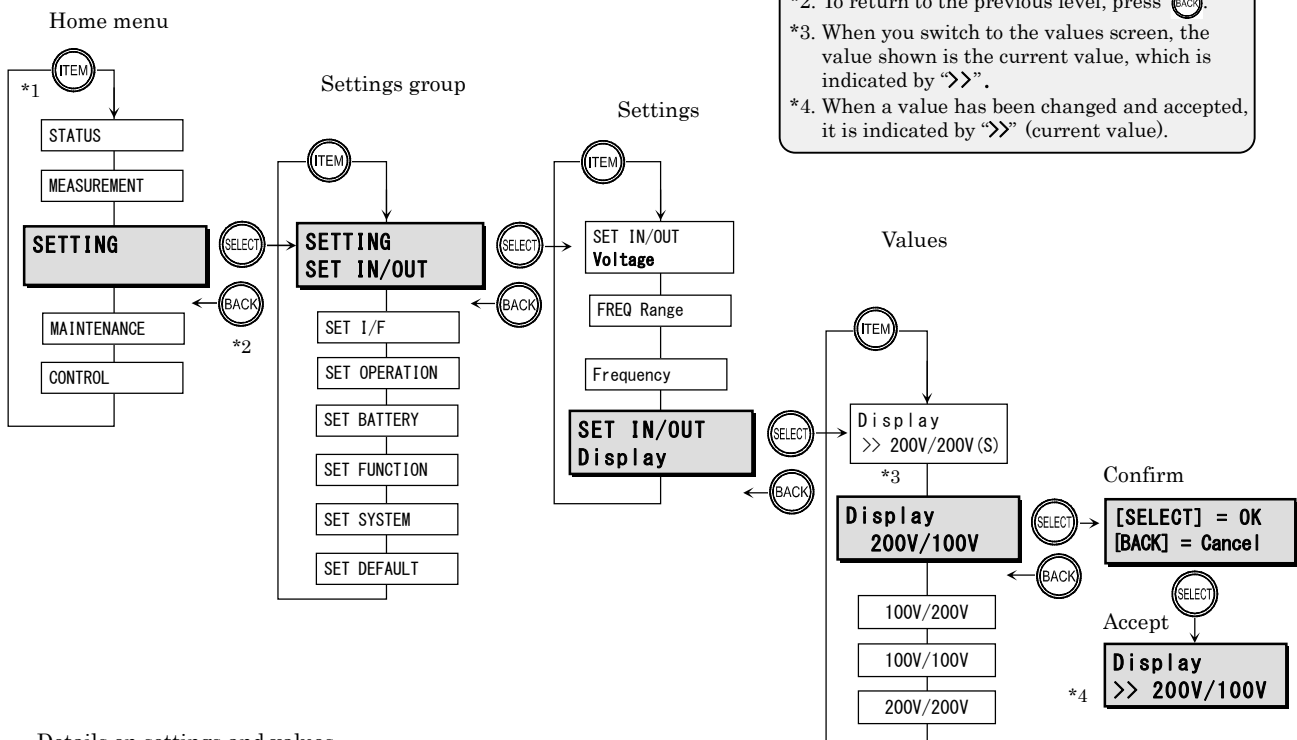 *2. To return to the previous level, press BACK.
*3. When you switch to the values screen, the
value shown is the current value, which is
indicated by “>>”.
*4. When a value has been changed and accepted,
it is indicated by “>>” (current value).
Home menu
ITEM
*1
STATUS
MEASUREMENT
SETTING
MAINTENANCE
CONTROL
SELECT
BACK
*2
Settings group
ITEM
SETTING
SET IN/OUT
SET I/F
SET OPERATION
SET BATTERY
SET FUNCTION
SET SYSTEM
SET DEFAULT
SELECT
BACK
Settings
ITEM
SET IN/OUT
Voltage
FREQ Range
Frequency
SET IN/OUT
Display
SELECT
BACK
Values
ITEM
Display
>> 200V/200V(S)
*3
Display
200V/100V
100V/200V
100V/100V
200V/200V
SELECT
BACK
Confirm
[SELECT] = OK
[BACK] = Cancel
SELECT
Accept
Display
>> 200V/100V
*4
Details on settings and values